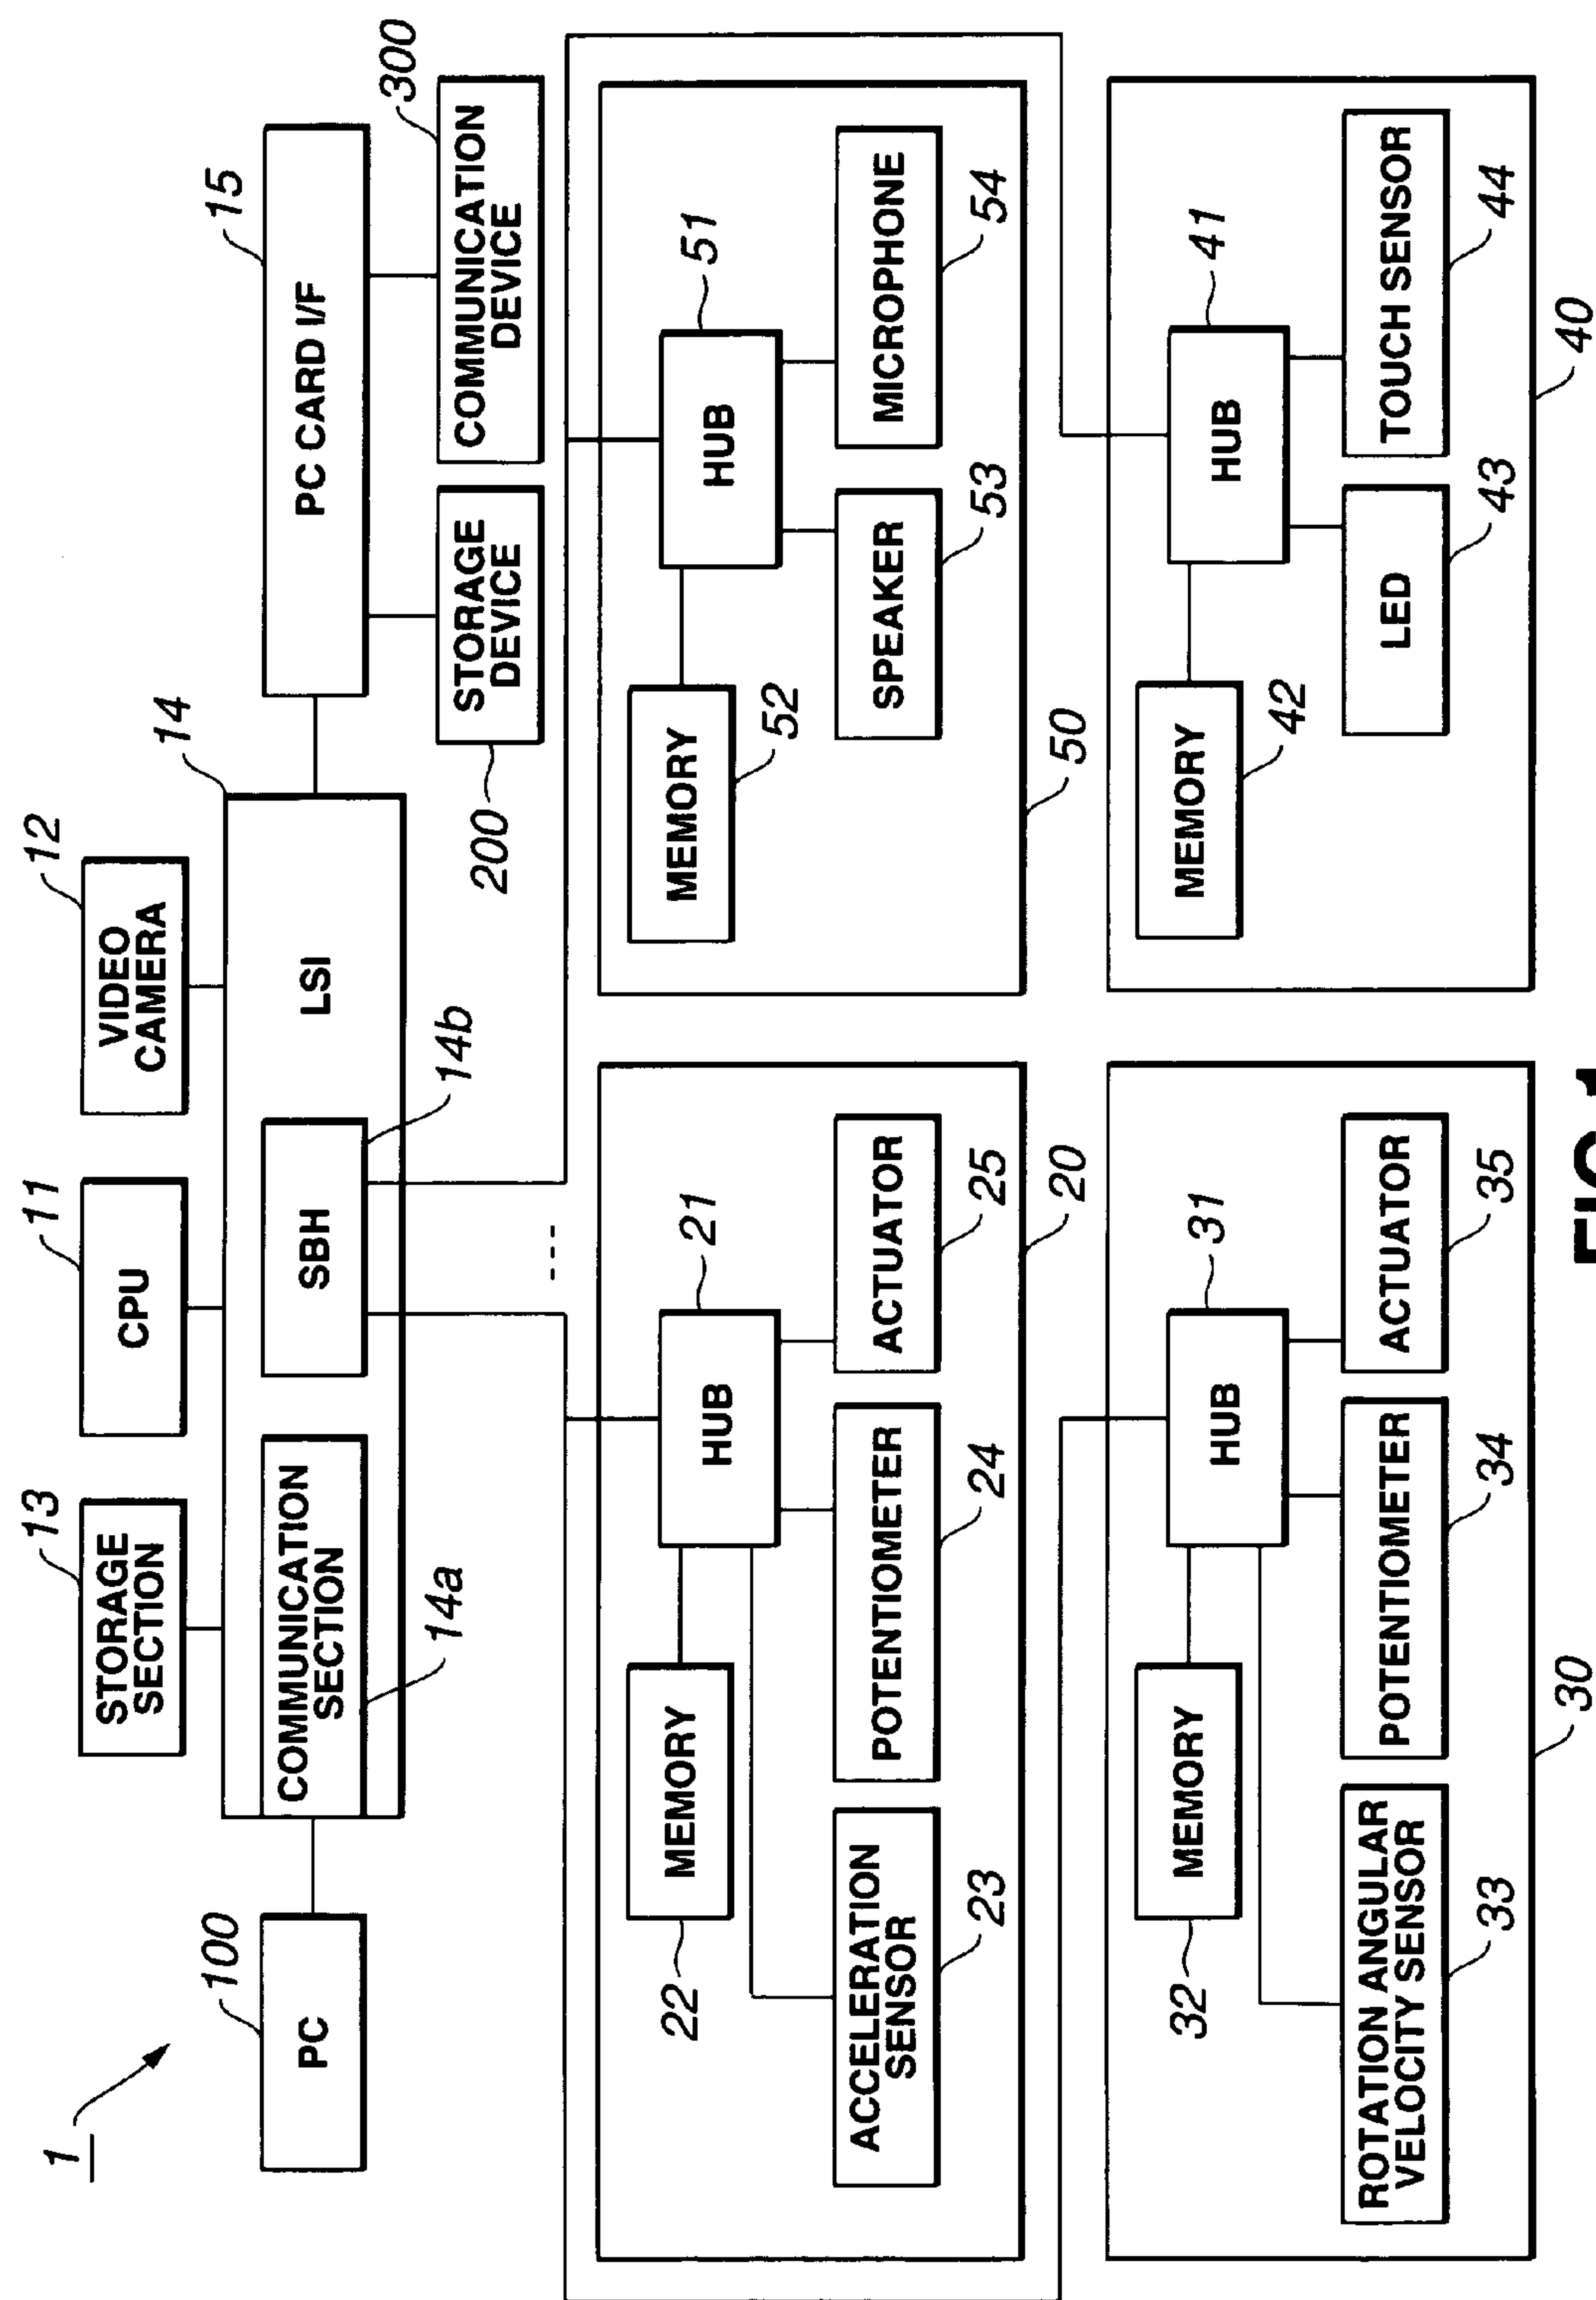 1
100
PC
13
STORAGE
SECTION
11
CPU
12
VIDEO
CAMERA
14
COMMUNICATION
SECTION
14a
SBH
14b
LSI
15
PC CARD I/F
200
STORAGE
DEVICE
300
COMMUNICATION
DEVICE
22
MEMORY
21
HUB
ACCELERATION
SENSOR
23
POTENTIOMETER
24
ACTUATOR
25
20
MEMORY
52
HUB
51
SPEAKER
53
MICROPHONE
54
50
32
MEMORY
31
HUB
ROTATION ANGULAR
VELOCITY SENSOR
33
POTENTIOMETER
34
ACTUATOR
35
30
MEMORY
42
HUB
41
LED
43
TOUCH SENSOR
44
40